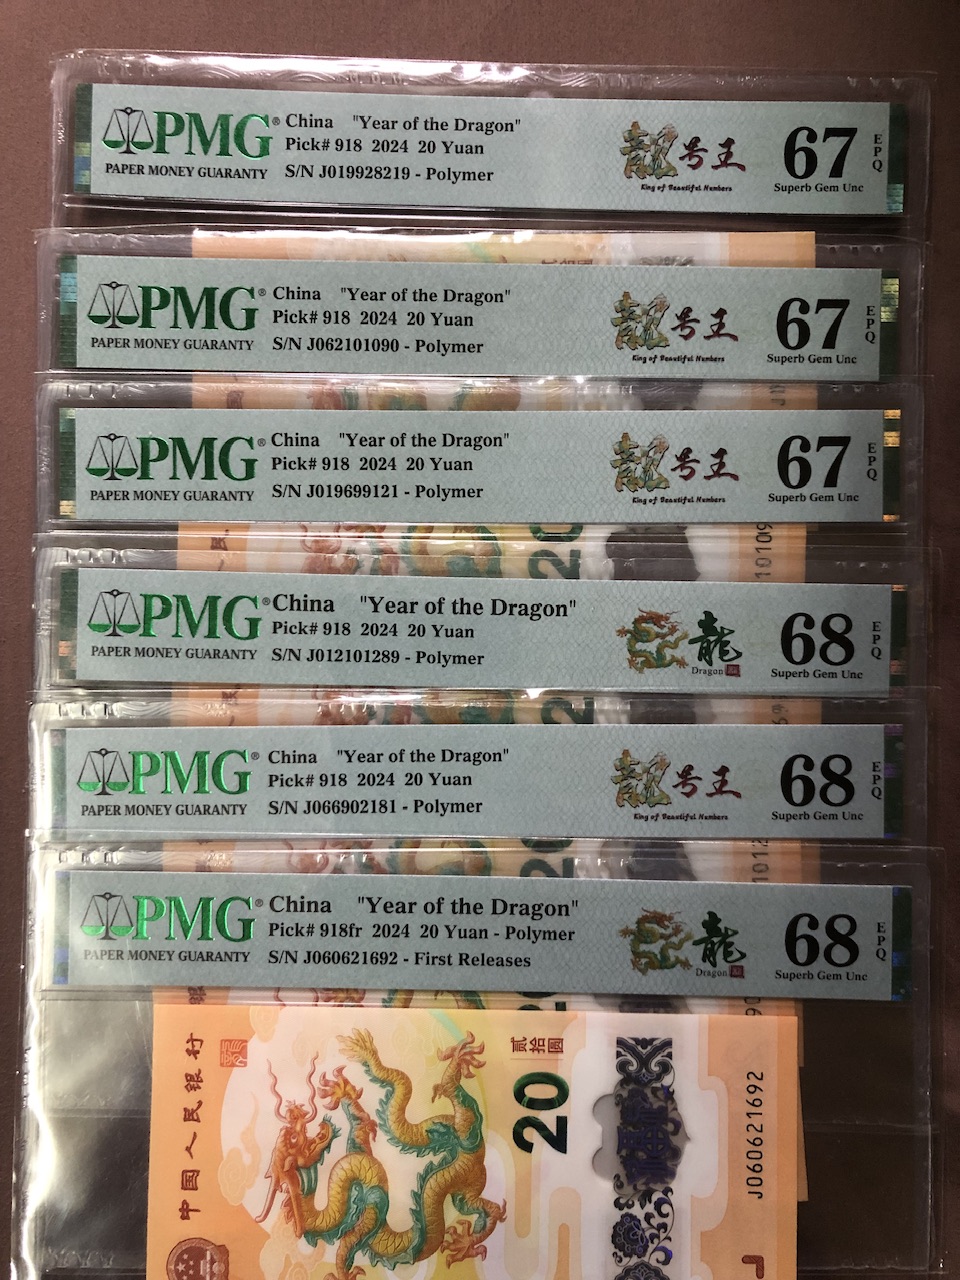 PMG®
PAPER MONEY GUARANTY
China "Year of the Dragon"
Pick# 918 2024 20 Yuan
S/N J019928219 - Polymer
靓号王
King of Beautiful Numbers
67
EPQ
Superb Gem Unc
PMG®
PAPER MONEY GUARANTY
China "Year of the Dragon"
Pick# 918 2024 20 Yuan
S/N J062101090 - Polymer
靓号王
King of Beautiful Numbers
67
EPQ
Superb Gem Unc
PMG®
PAPER MONEY GUARANTY
China "Year of the Dragon"
Pick# 918 2024 20 Yuan
S/N J019699121 - Polymer
靓号王
King of Beautiful Numbers
67
EPQ
Superb Gem Unc
民
20
10109
PMG®
PAPER MONEY GUARANTY
China "Year of the Dragon"
Pick# 918 2024 20 Yuan
S/N J012101289 - Polymer
龍
Dragon
68
EPQ
Superb Gem Unc
PMG®
PAPER MONEY GUARANTY
China "Year of the Dragon"
Pick# 918 2024 20 Yuan
S/N J066902181 - Polymer
靓号王
King of Beautiful Numbers
68
EPQ
Superb Gem Unc
20
1012
PMG®
PAPER MONEY GUARANTY
China "Year of the Dragon"
Pick# 918fr 2024 20 Yuan - Polymer
S/N J060621692 - First Releases
龍
Dragon
68
EPQ
Superb Gem Unc
中国人民银行
贰拾圆
20
J060621692